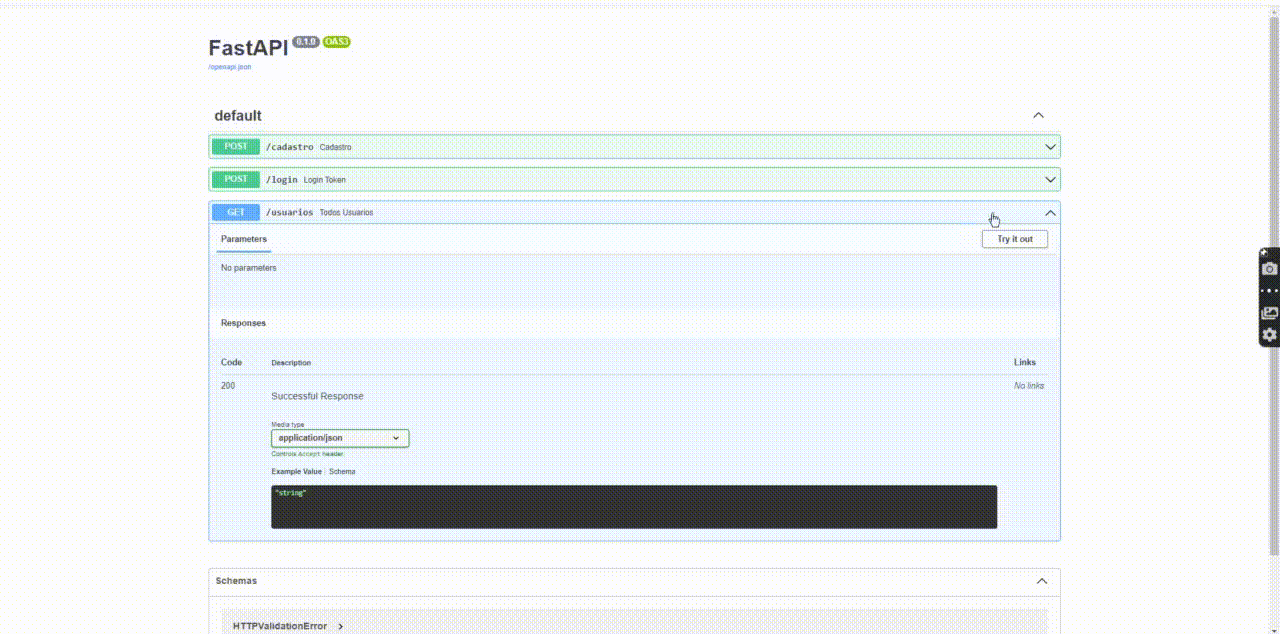 FastAPI 0.1.0 OAS3
/openapi.json
default
POST /cadastro Cadastro
POST /login Login Token
GET /usuarios Todos Usuarios
Parameters
Try it out
No parameters
Responses
Code Description Links
200 Successful Response No links
Media type
application/json
Controls Accept header.
Example Value Schema
"string"
Schemas
HTTPValidationError